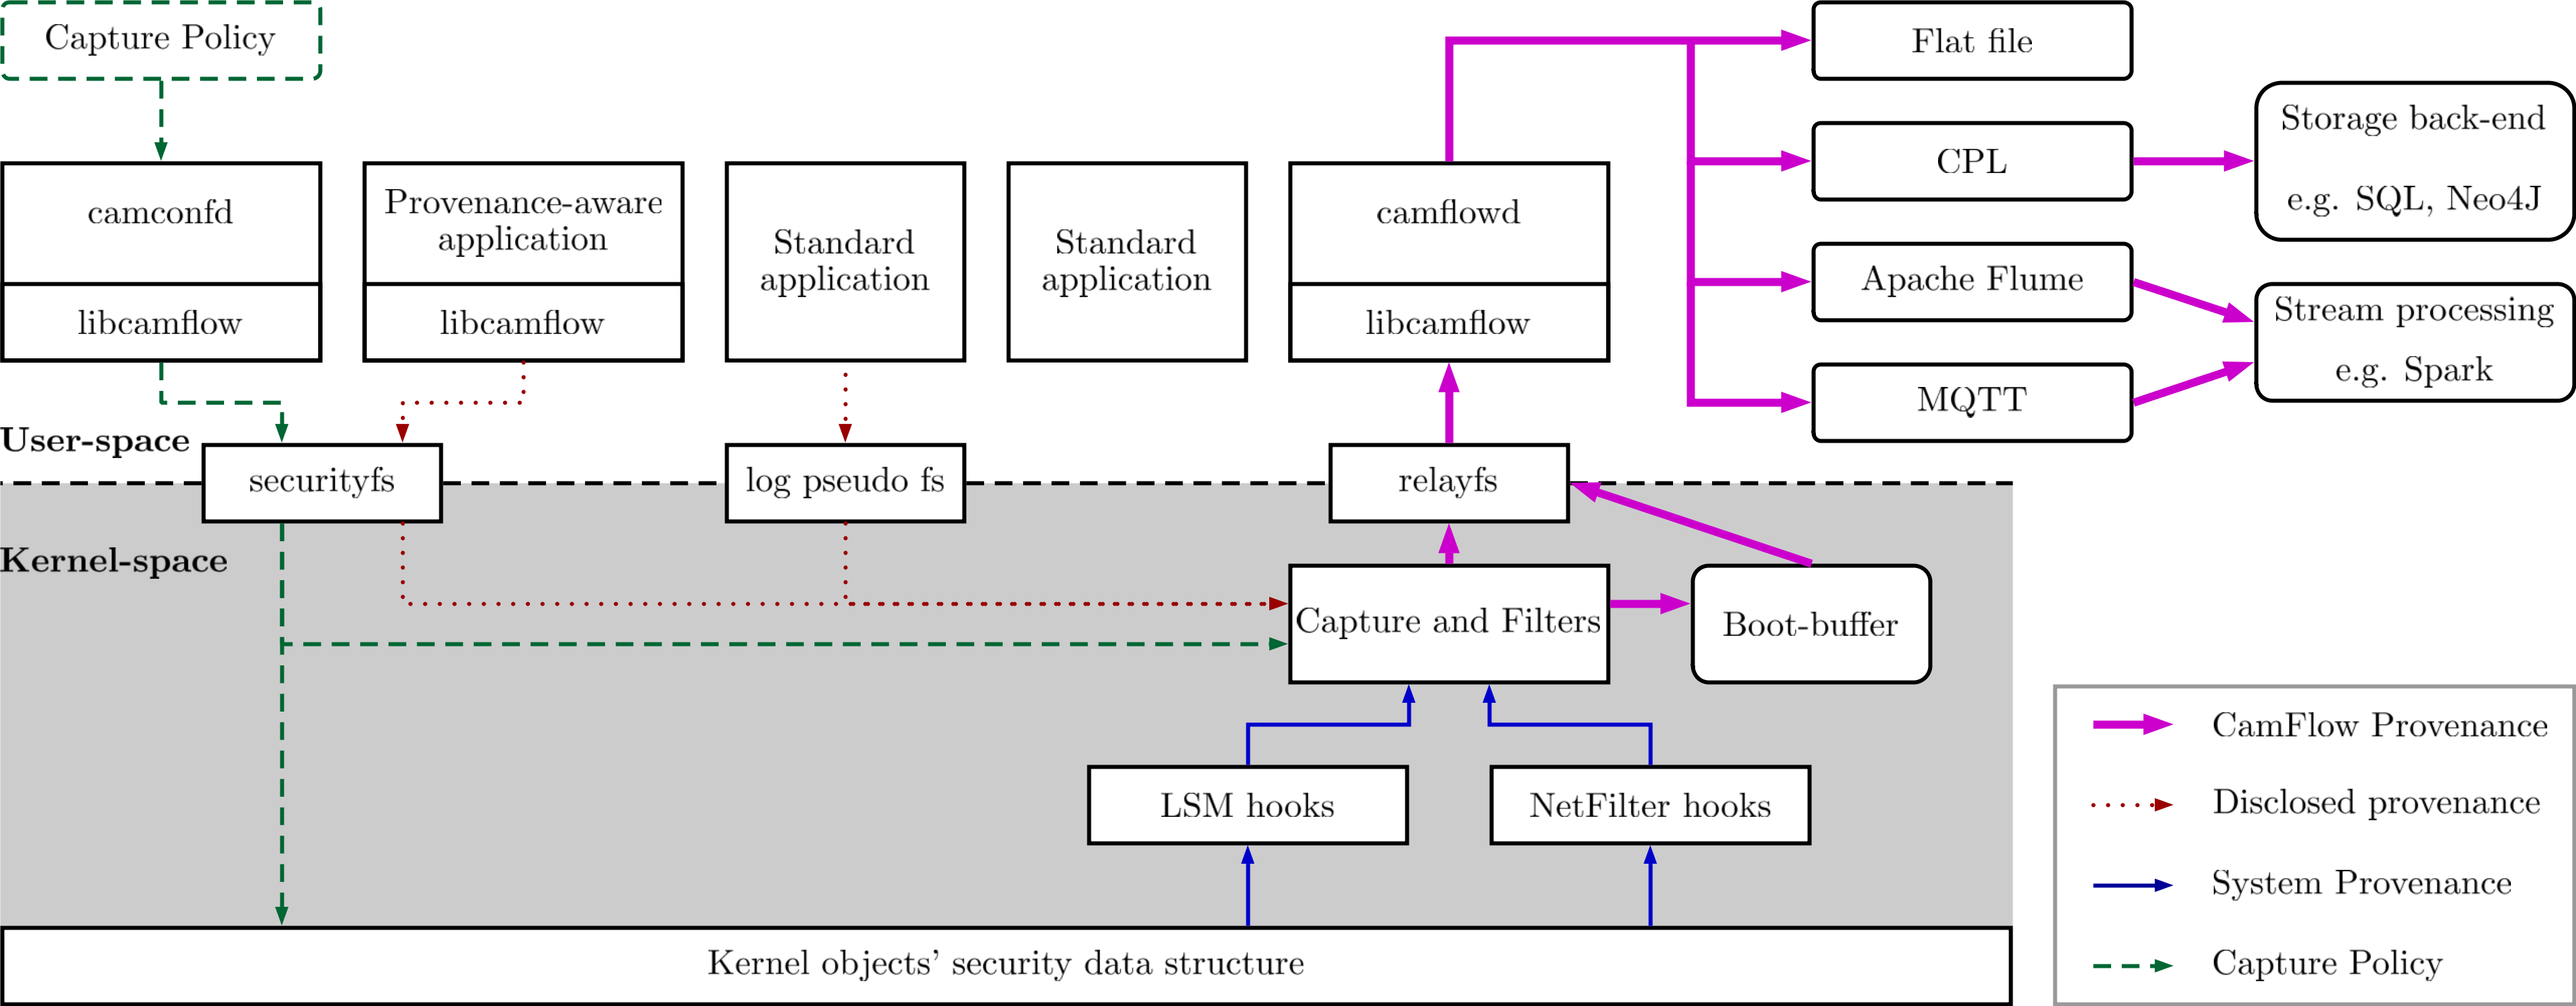 Capture Policy
Flat file
Storage back-end
e.g. SQL, Neo4J
CPL
camconfd
libcamflow
Provenance-aware
application
libcamflow
Standard
application
Standard
application
camflowd
libcamflow
Apache Flume
Stream processing
e.g. Spark
MQTT
User-space
securityfs
log pseudo fs
relayfs
Kernel-space
Capture and Filters
Boot-buffer
LSM hooks
NetFilter hooks
Kernel objects' security data structure
CamFlow Provenance
Disclosed provenance
System Provenance
Capture Policy